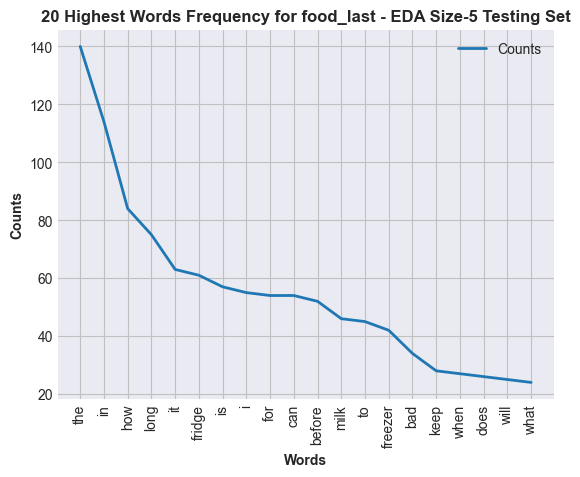 20 Highest Words Frequency for food_last - EDA Size-5 Testing Set
Counts
140
120
100
80
60
40
20
Counts
the
in
how
long
it
fridge
is
i
for
can
before
milk
to
freezer
bad
keep
when
does
will
what
Words